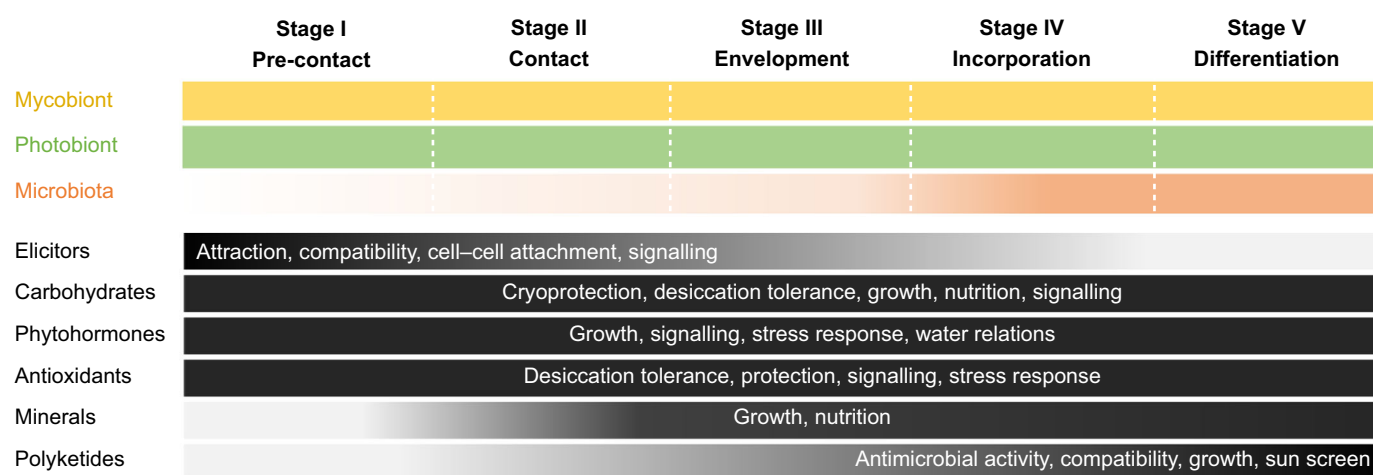 Stage I Stage II Stage III Stage IV Stage V
Pre-contact Contact Envelopment Incorporation Differentiation
Mycobiont
Photobiont
Microbiota
Elicitors Attraction, compatibility, cell–cell attachment, signalling
Carbohydrates Cryoprotection, desiccation tolerance, growth, nutrition, signalling
Phytohormones Growth, signalling, stress response, water relations
Antioxidants Desiccation tolerance, protection, signalling, stress response
Minerals Growth, nutrition
Polyketides Antimicrobial activity, compatibility, growth, sun screen